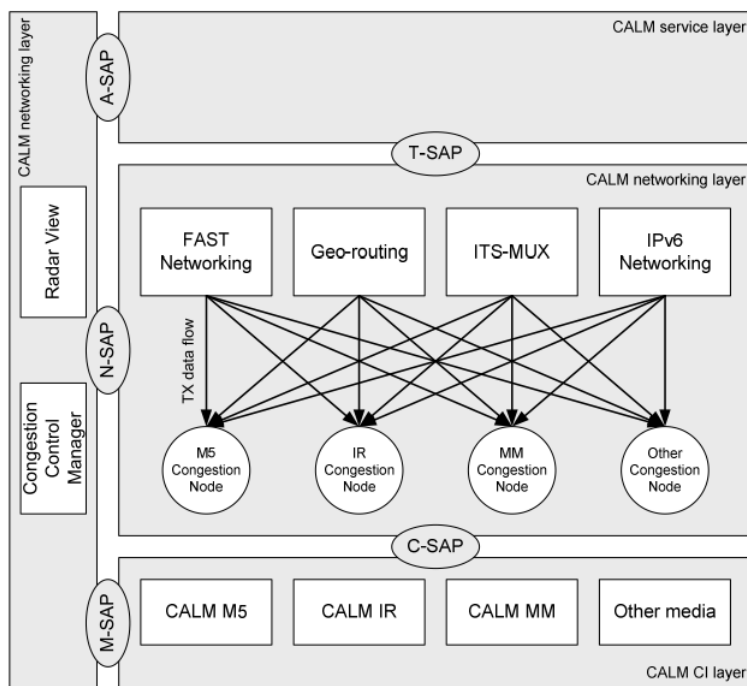 CALM networking layer
A-SAP
CALM service layer
T-SAP
CALM networking layer
FAST
Networking
Geo-routing
ITS-MUX
IPv6
Networking
Radar View
N-SAP
TX data flow
Congestion
Control
Manager
M5
Congestion
Node
IR
Congestion
Node
MM
Congestion
Node
Other
Congestion
Node
C-SAP
M-SAP
CALM M5
CALM IR
CALM MM
Other media
CALM CI layer